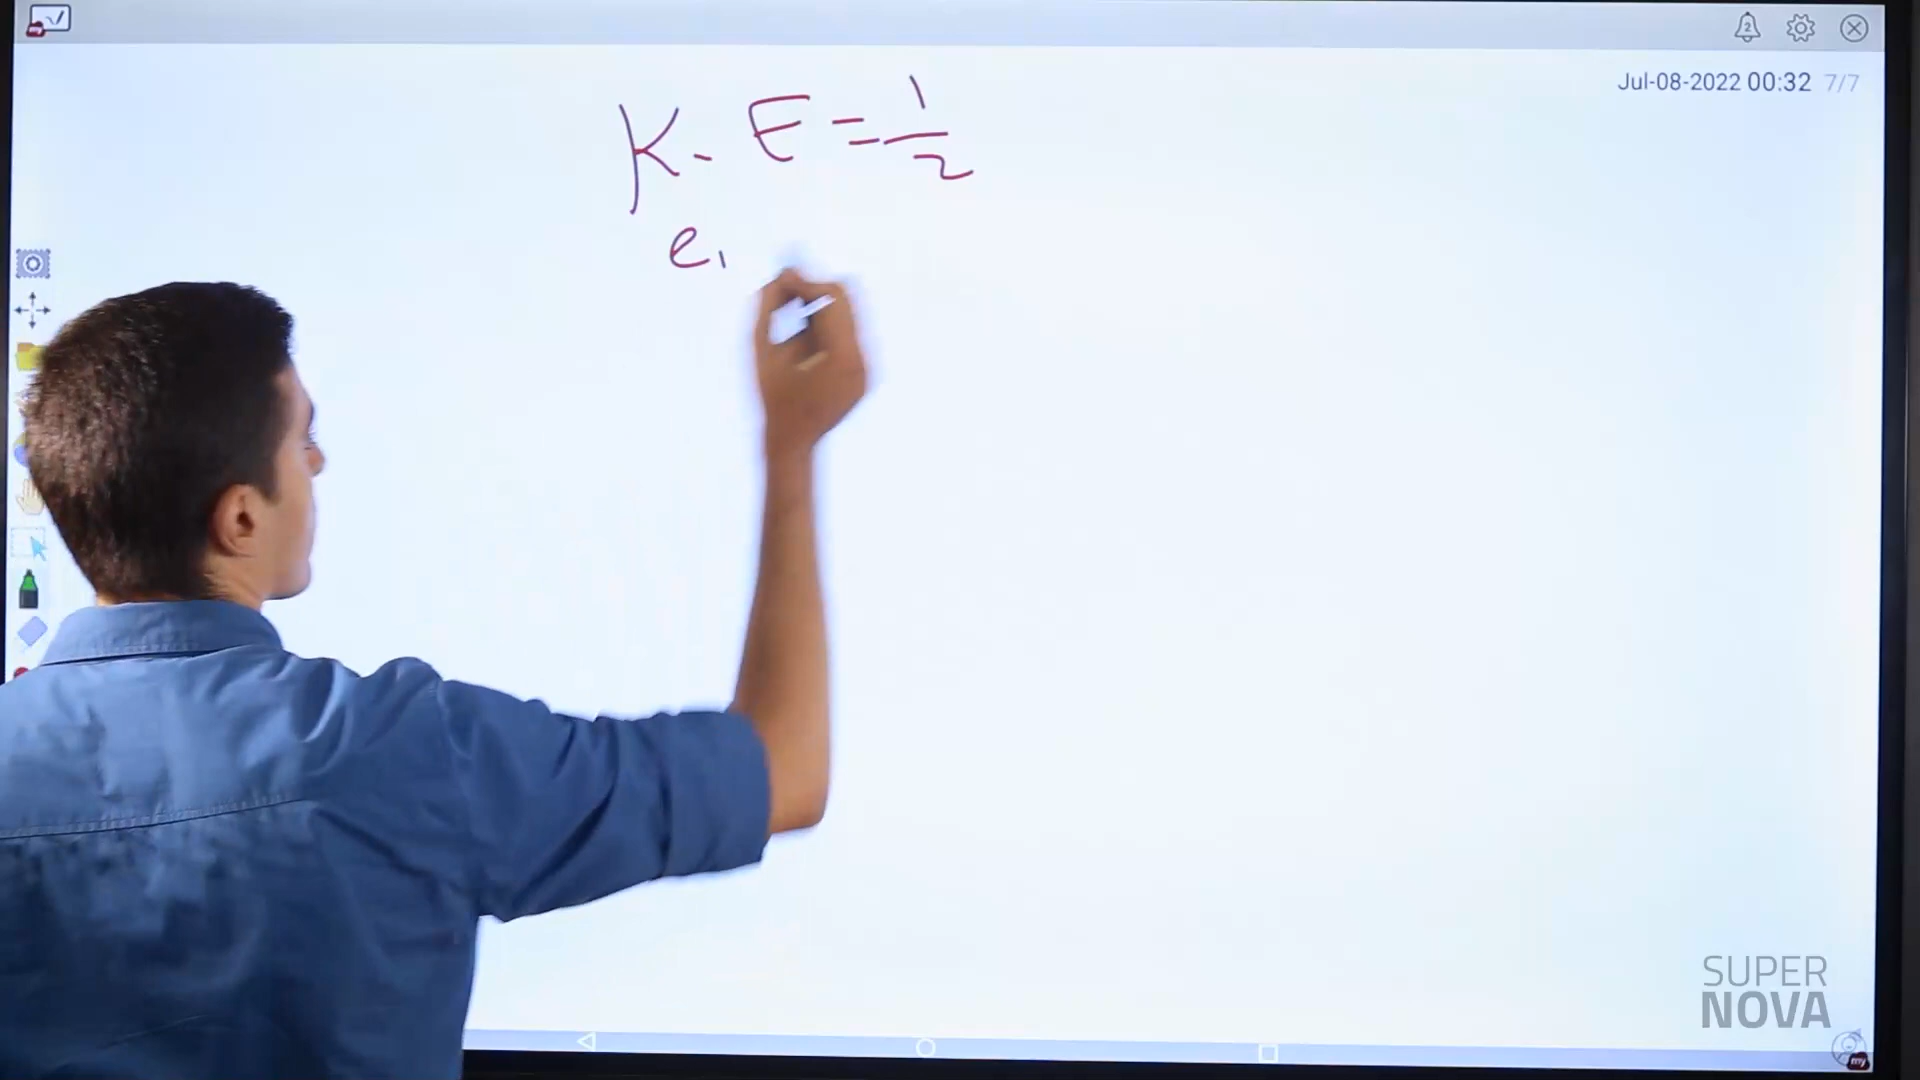 Jul-08-2022 00:32 7/7
K. E = 1/2
e,
SUPER
NOVA